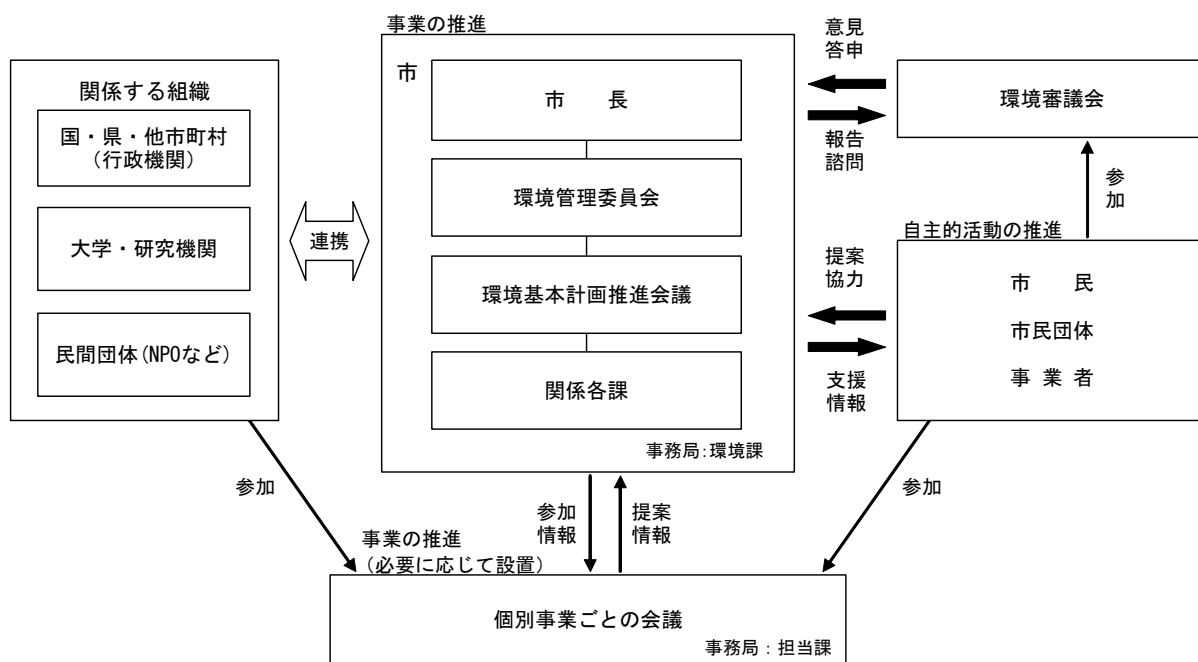 事業の推進
意見
答申
関係する組織
国・県・他市町村
(行政機関)
大学・研究機関
民間団体(NPOなど)
連携
市
市　　長
環境管理委員会
環境基本計画推進会議
関係各課
事務局:環境課
報告
諮問
環境審議会
参
加
自主的活動の推進
提案
協力
支援
情報
市　　民
市民団体
事 業 者
参加
参加
情報
提案
情報
参加
事業の推進
(必要に応じて設置)
個別事業ごとの会議
事務局：担当課